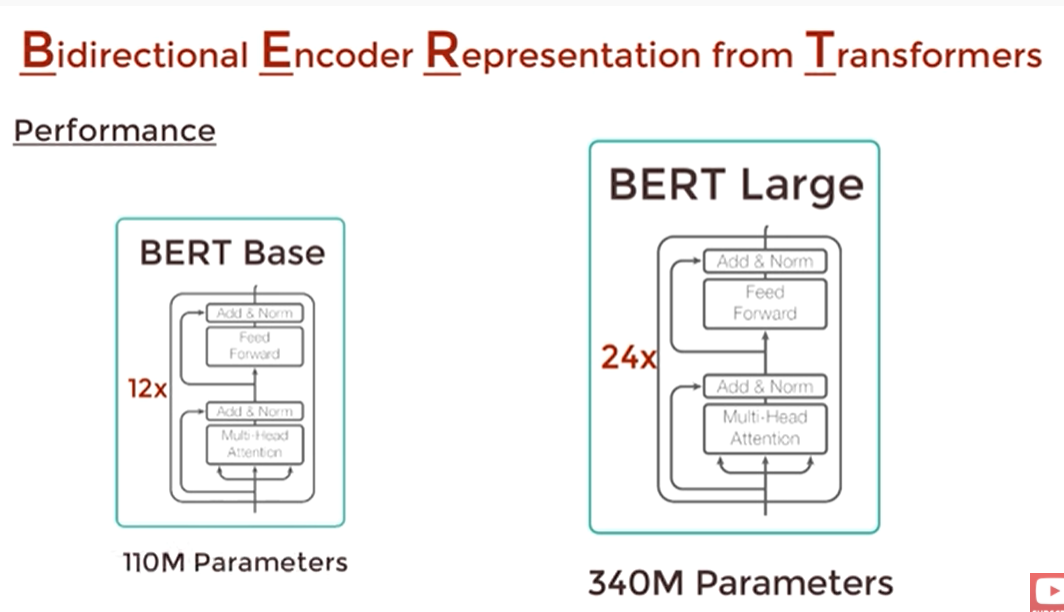 Bidirectional Encoder Representation from Transformers
Performance
BERT Base
Add & Norm
Feed
Forward
12x
Add & Norm
Multi-Head
Attention
110M Parameters
BERT Large
Add & Norm
Feed
Forward
24x
Add & Norm
Multi-Head
Attention
340M Parameters